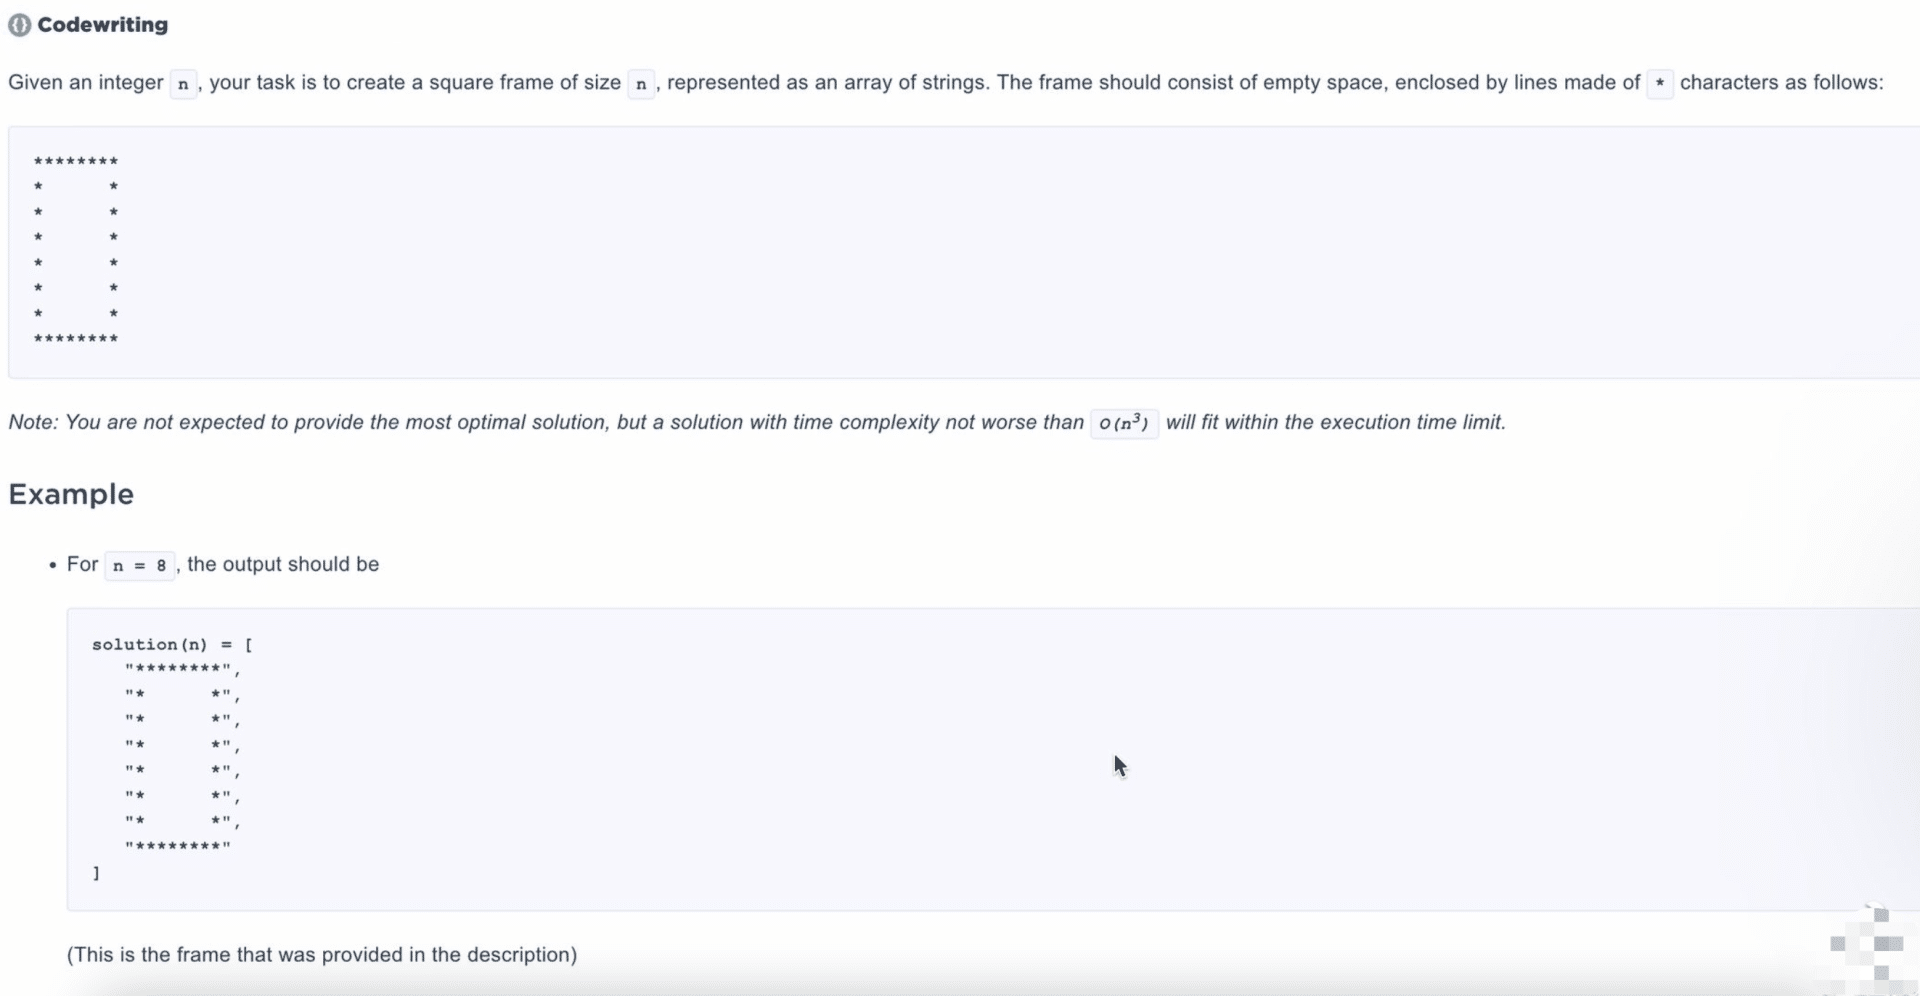 Codewriting
Given an integer n, your task is to create a square frame of size n, represented as an array of strings. The frame should consist of empty space, enclosed by lines made of * characters as follows:
********
*      *
*      *
*      *
*      *
*      *
*      *
********
Note: You are not expected to provide the most optimal solution, but a solution with time complexity not worse than O(n³) will fit within the execution time limit.
Example
• For n = 8, the output should be
solution(n) = [
   "********",
   "*      *",
   "*      *",
   "*      *",
   "*      *",
   "*      *",
   "*      *",
   "********"
]
(This is the frame that was provided in the description)